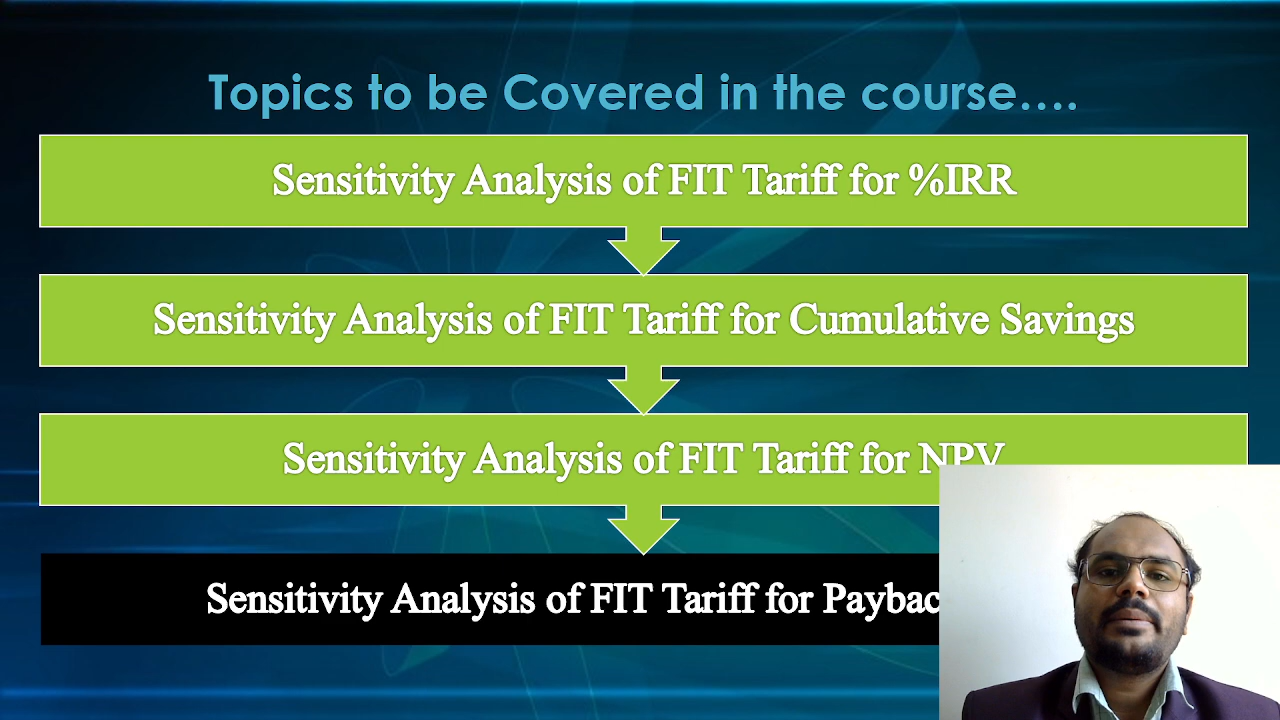 Topics to be Covered in the course....
Sensitivity Analysis of FIT Tariff for %IRR
Sensitivity Analysis of FIT Tariff for Cumulative Savings
Sensitivity Analysis of FIT Tariff for NPV
Sensitivity Analysis of FIT Tariff for